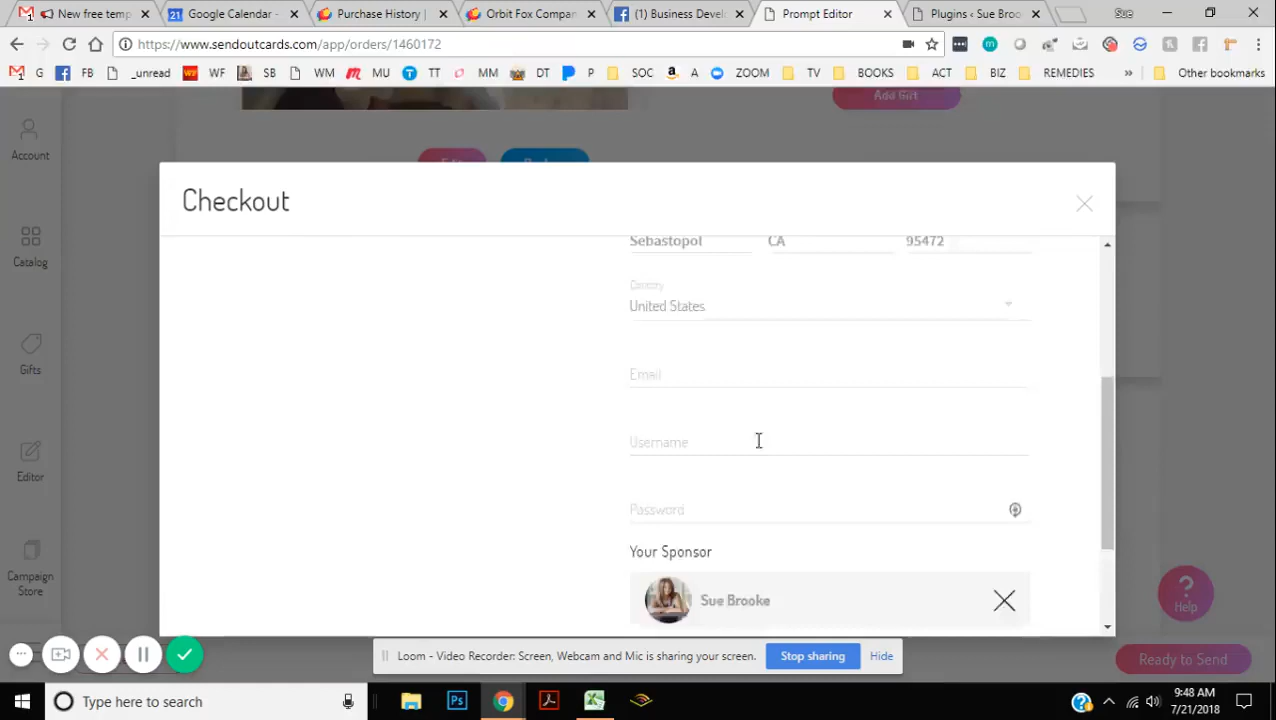 New free temp
Google Calendar -
Purchase History |
Orbit Fox Compan
(1) Business Devel
Prompt Editor
Plugins ‹ Sue Broo
Sue
https://www.sendoutcards.com/app/orders/1460172
G
FB
_unread
WF
SB
WM
MU
TT
MM
DT
P
SOC
A
ZOOM
TV
BOOKS
ACT
BIZ
REMEDIES
»
Other bookmarks
Add Gift
Account
Catalog
Gifts
Editor
Campaign
Store
Checkout
Sebastopol CA 95472
Country
United States
Email
Username
Password
Your Sponsor
Sue Brooke
?
Help
Ready to Send
Loom - Video Recorder: Screen, Webcam and Mic is sharing your screen.
Stop sharing
Hide
Type here to search
Ps
9:48 AM
7/21/2018